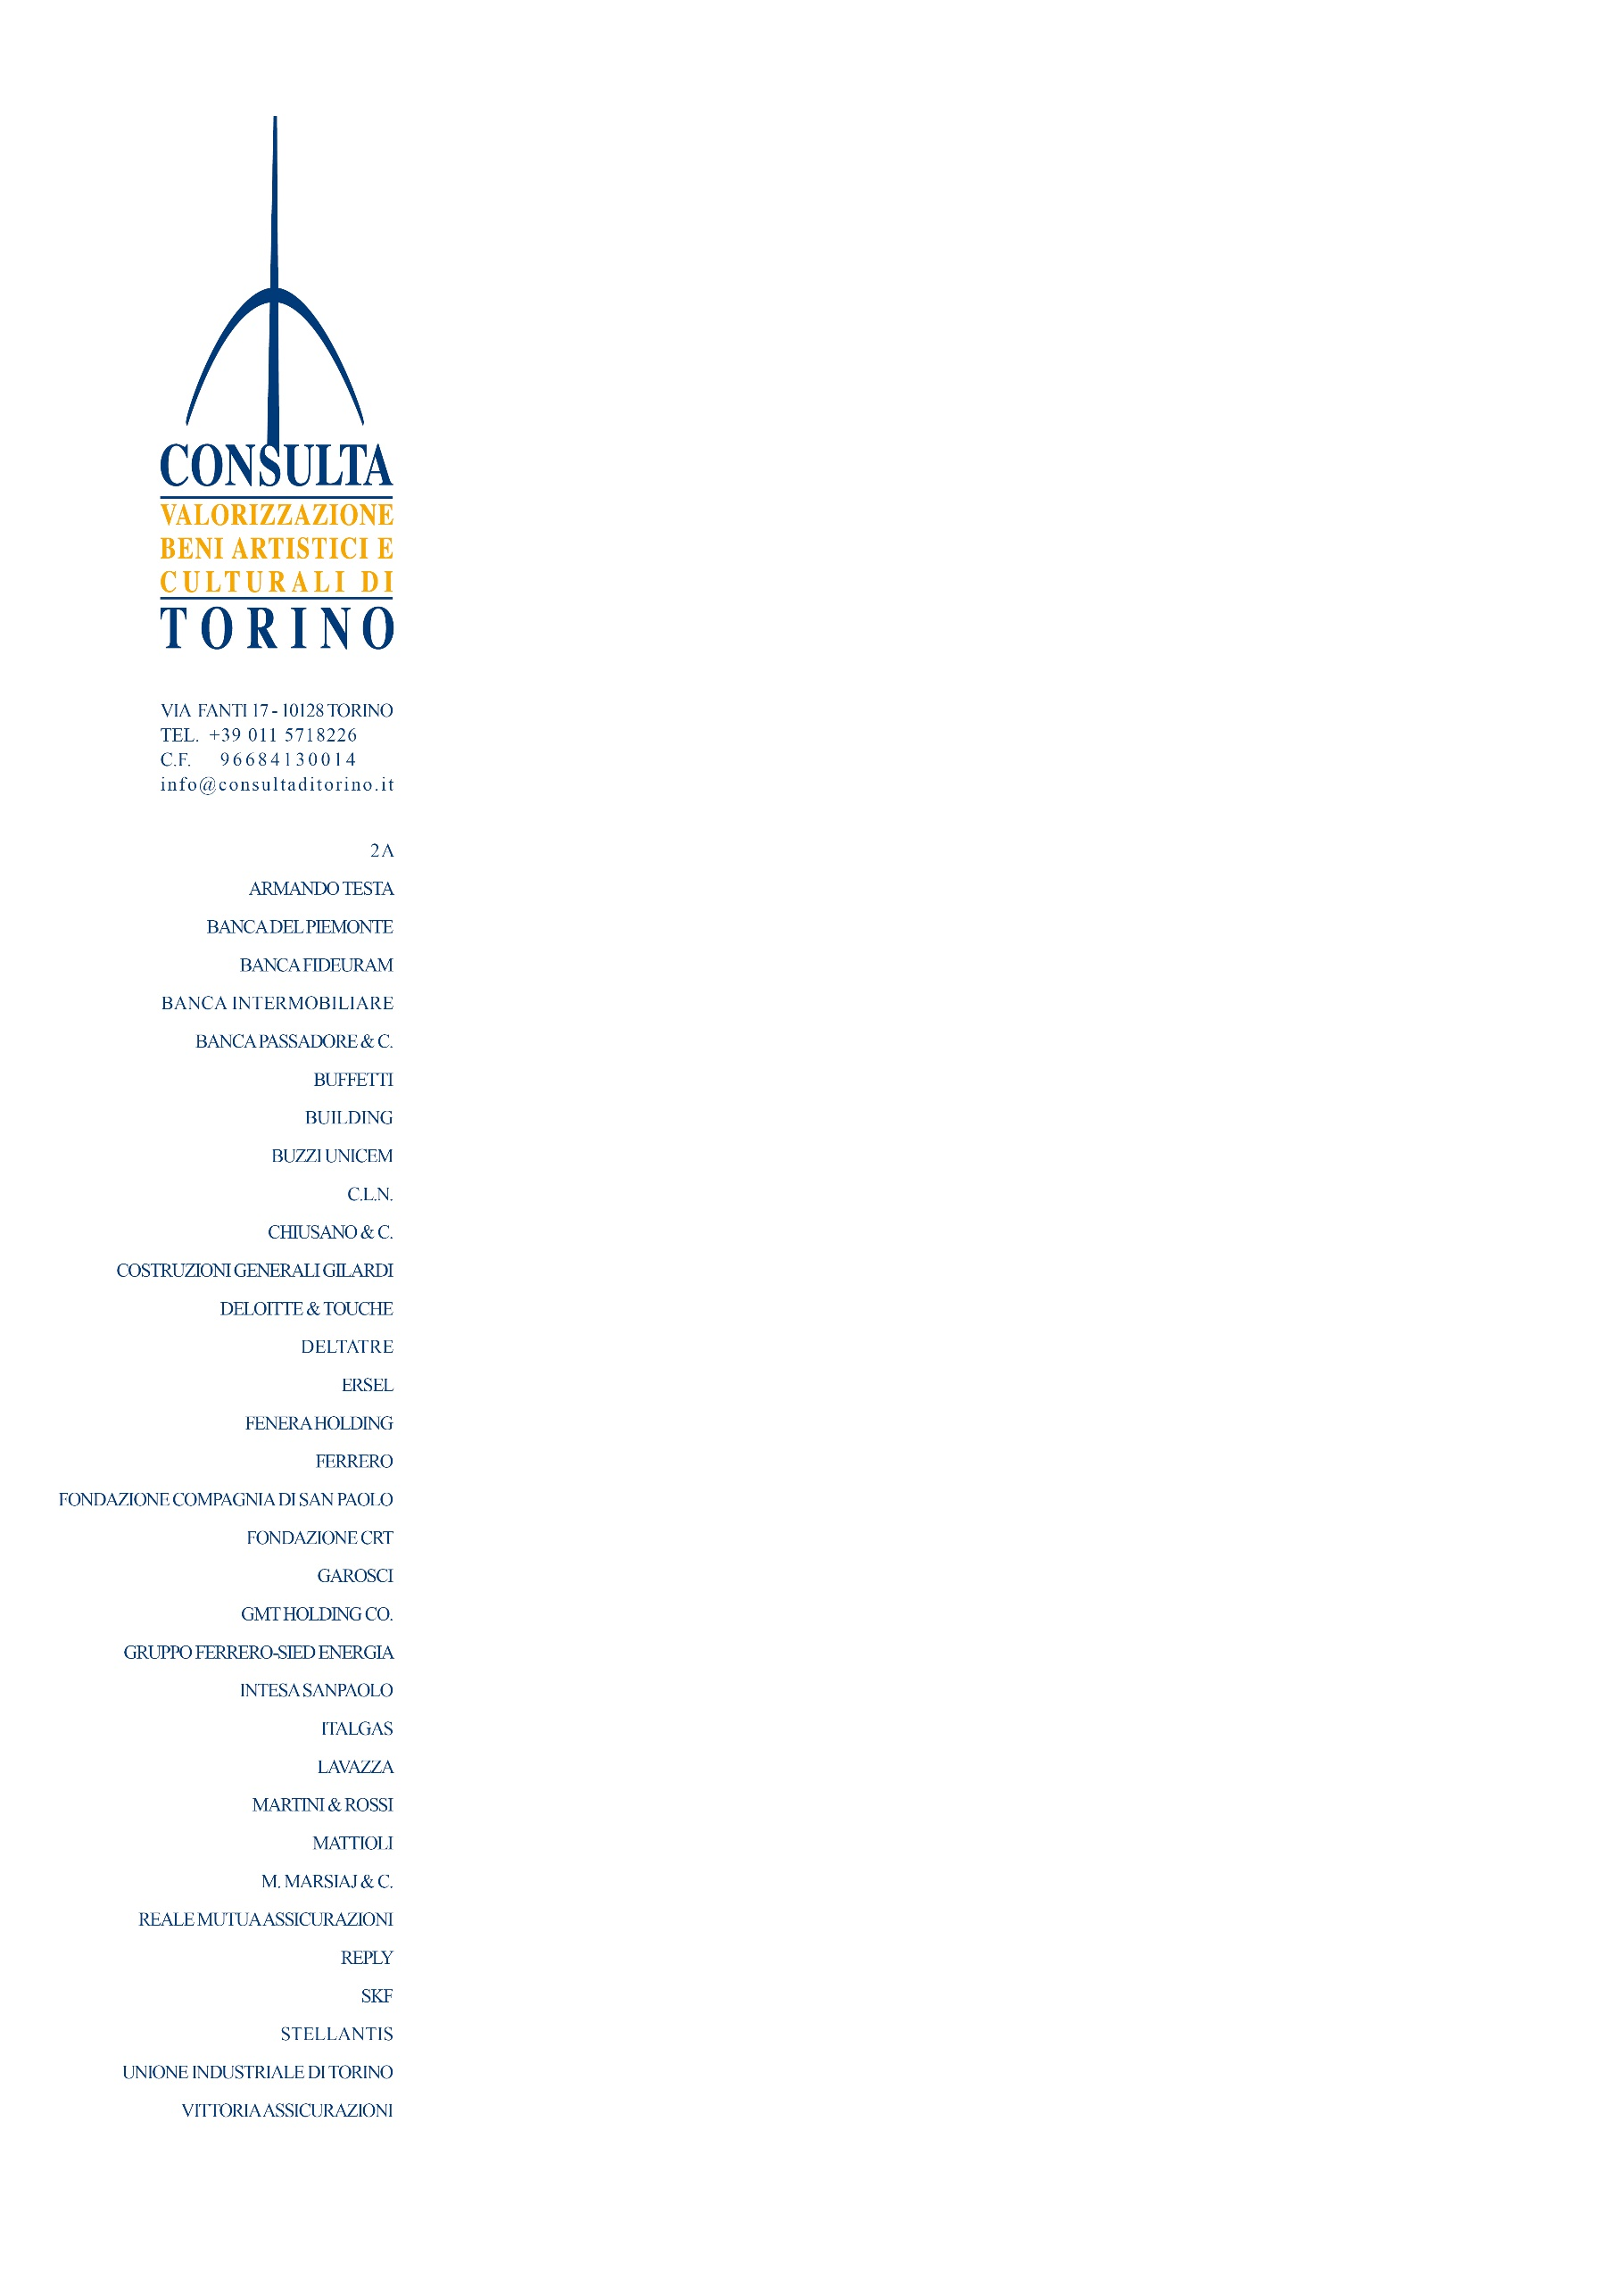 CONSULTA
VALORIZZAZIONE
BENI ARTISTICI E
CULTURALI DI
TORINO
VIA FANTI 17 - 10128 TORINO
TEL. +39 011 5718226
C.F. 96684130014
info@consultaditorino.it
2A
ARMANDO TESTA
BANCA DEL PIEMONTE
BANCA FIDEURAM
BANCA INTERMOBILIARE
BANCA PASSADORE & C.
BUFFETTI
BUILDING
BUZZI UNICEM
C.L.N.
CHIUSANO & C.
COSTRUZIONI GENERALI GILARDI
DELOITTE & TOUCHE
DELTATRE
ERSEL
FENERA HOLDING
FERRERO
FONDAZIONE COMPAGNIA DI SAN PAOLO
FONDAZIONE CRT
GAROSCI
GMT HOLDING CO.
GRUPPO FERRERO-SIED ENERGIA
INTESA SANPAOLO
ITALGAS
LAVAZZA
MARTINI & ROSSI
MATTIOLI
M. MARSIAJ & C.
REALE MUTUA ASSICURAZIONI
REPLY
SKF
STELLANTIS
UNIONE INDUSTRIALE DI TORINO
VITTORIA ASSICURAZIONI